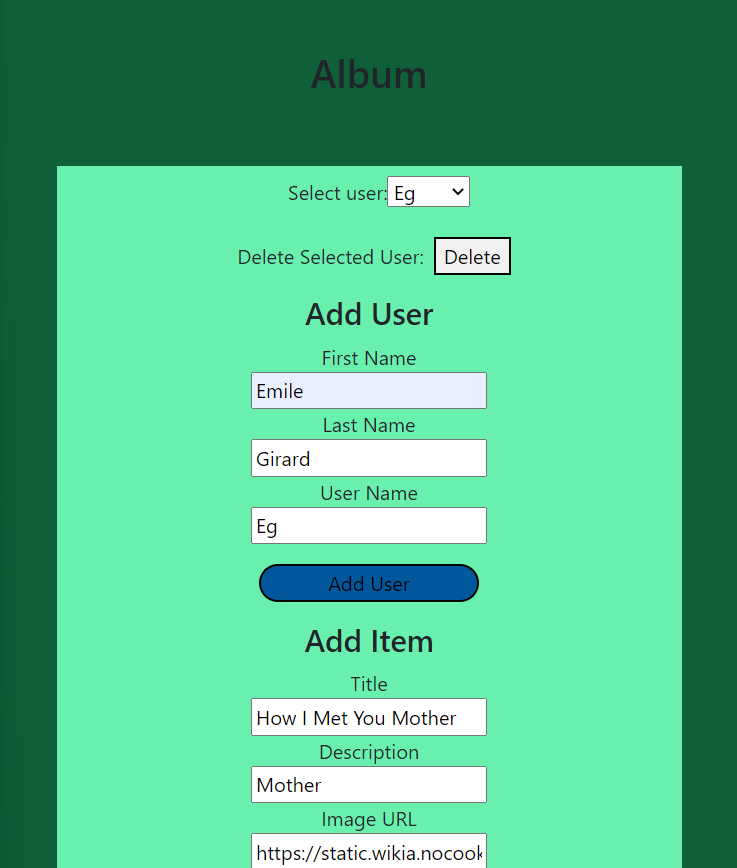 Album
Select user: Eg
Delete Selected User: Delete
Add User
First Name
Emile
Last Name
Girard
User Name
Eg
Add User
Add Item
Title
How I Met You Mother
Description
Mother
Image URL
https://static.wikia.nocook